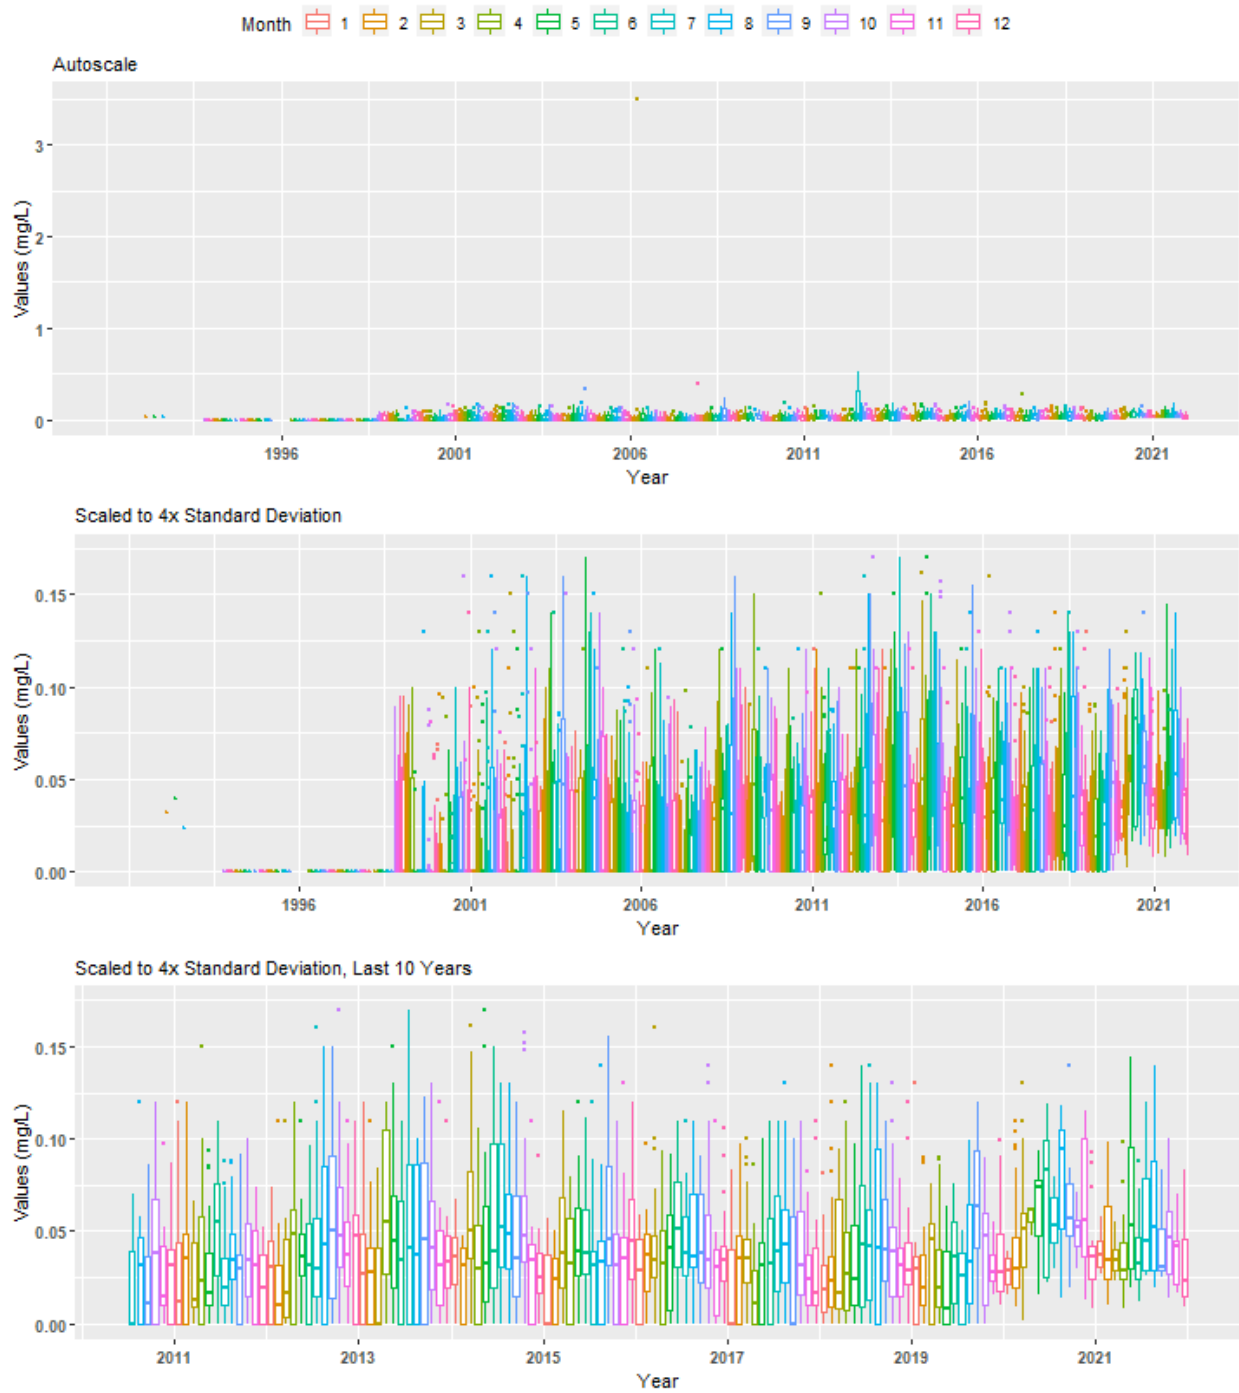 Month 1 2 3 4 5 6 7 8 9 10 11 12
Autoscale
Values (mg/L)
3
2
1
0
1996 2001 2006 2011 2016 2021
Year
Scaled to 4x Standard Deviation
Values (mg/L)
0.15
0.10
0.05
0.00
1996 2001 2006 2011 2016 2021
Year
Scaled to 4x Standard Deviation, Last 10 Years
Values (mg/L)
0.15
0.10
0.05
0.00
2011 2013 2015 2017 2019 2021
Year